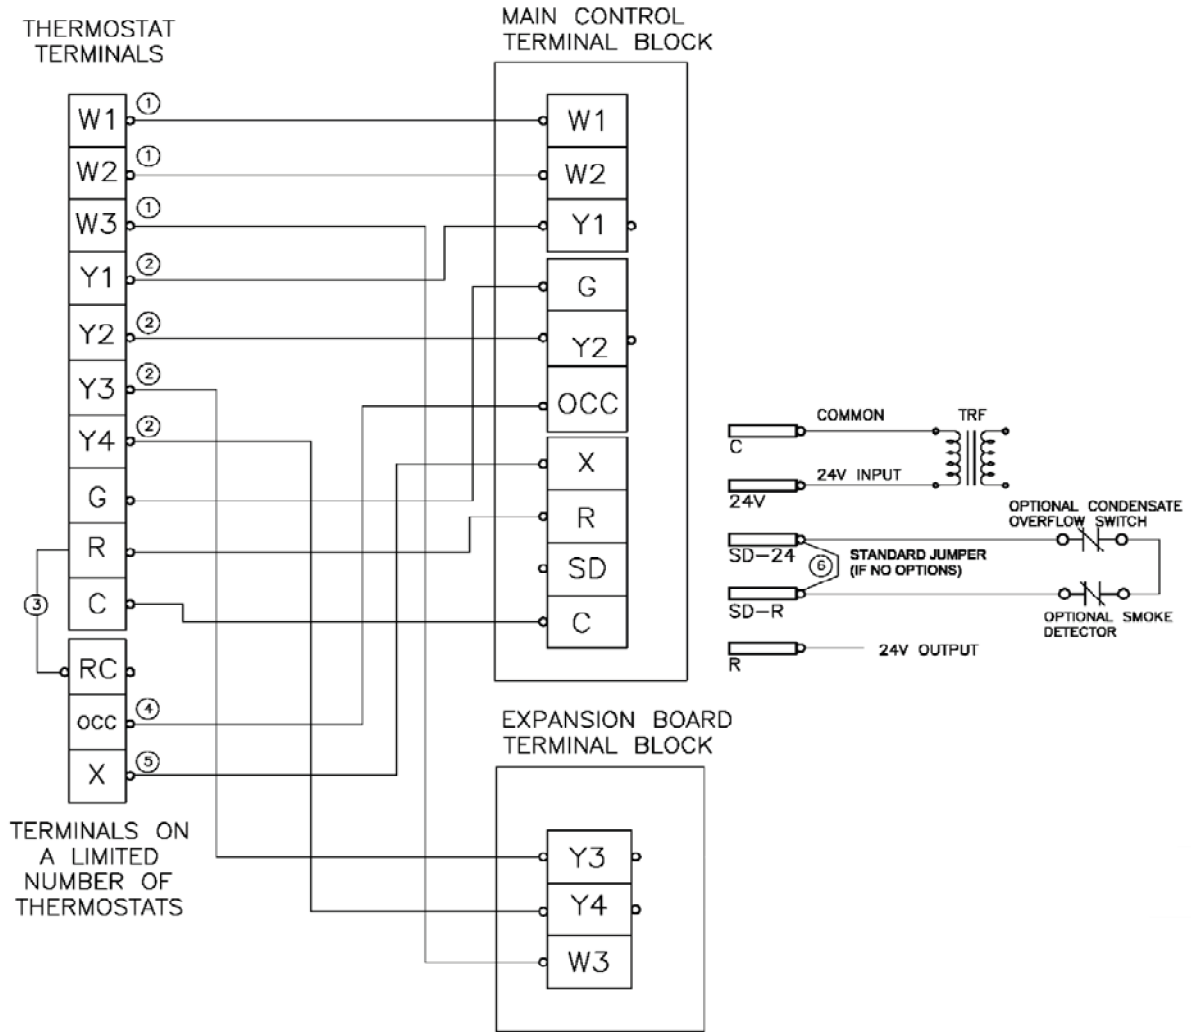 THERMOSTAT
TERMINALS
W1
1
W2
1
W3
1
Y1
2
Y2
2
Y3
2
Y4
2
G
R
C
3
RC
OCC
4
X
5
TERMINALS ON
A LIMITED
NUMBER OF
THERMOSTATS
MAIN CONTROL
TERMINAL BLOCK
W1
W2
Y1
G
Y2
OCC
X
R
SD
C
EXPANSION BOARD
TERMINAL BLOCK
Y3
Y4
W3
COMMON
TRF
C
24V INPUT
24V
OPTIONAL CONDENSATE
OVERFLOW SWITCH
SD-24
6
STANDARD JUMPER
(IF NO OPTIONS)
SD-R
OPTIONAL SMOKE
DETECTOR
24V OUTPUT
R